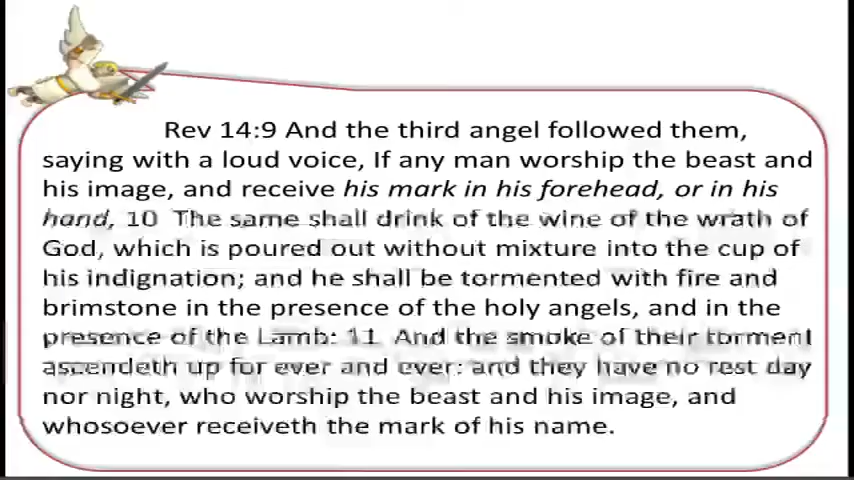 Rev 14:9 And the third angel followed them,
saying with a loud voice, If any man worship the beast and
his image, and receive his mark in his forehead, or in his
hand, 10 The same shall drink of the wine of the wrath of
God, which is poured out without mixture into the cup of
his indignation; and he shall be tormented with fire and
brimstone in the presence of the holy angels, and in the
presence of the Lamb: 11 And the smoke of their torment
ascendeth up for ever and ever: and they have no rest day
nor night, who worship the beast and his image, and
whosoever receiveth the mark of his name.